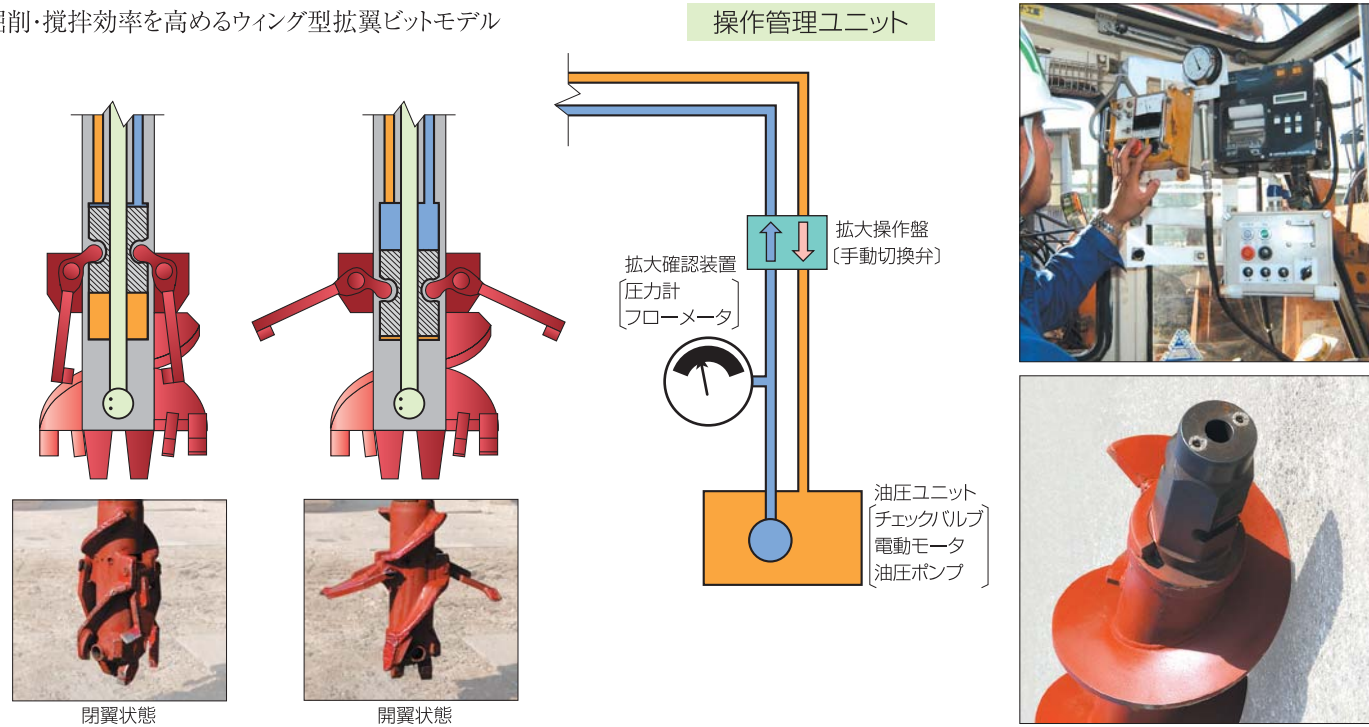 掘削・撹拌効率を高めるウィング型拡翼ビットモデル
操作管理ユニット
拡大操作盤
〔手動切換弁〕
拡大確認装置
圧力計
フローメータ
油圧ユニット
チェックバルブ
電動モータ
油圧ポンプ
閉翼状態
開翼状態